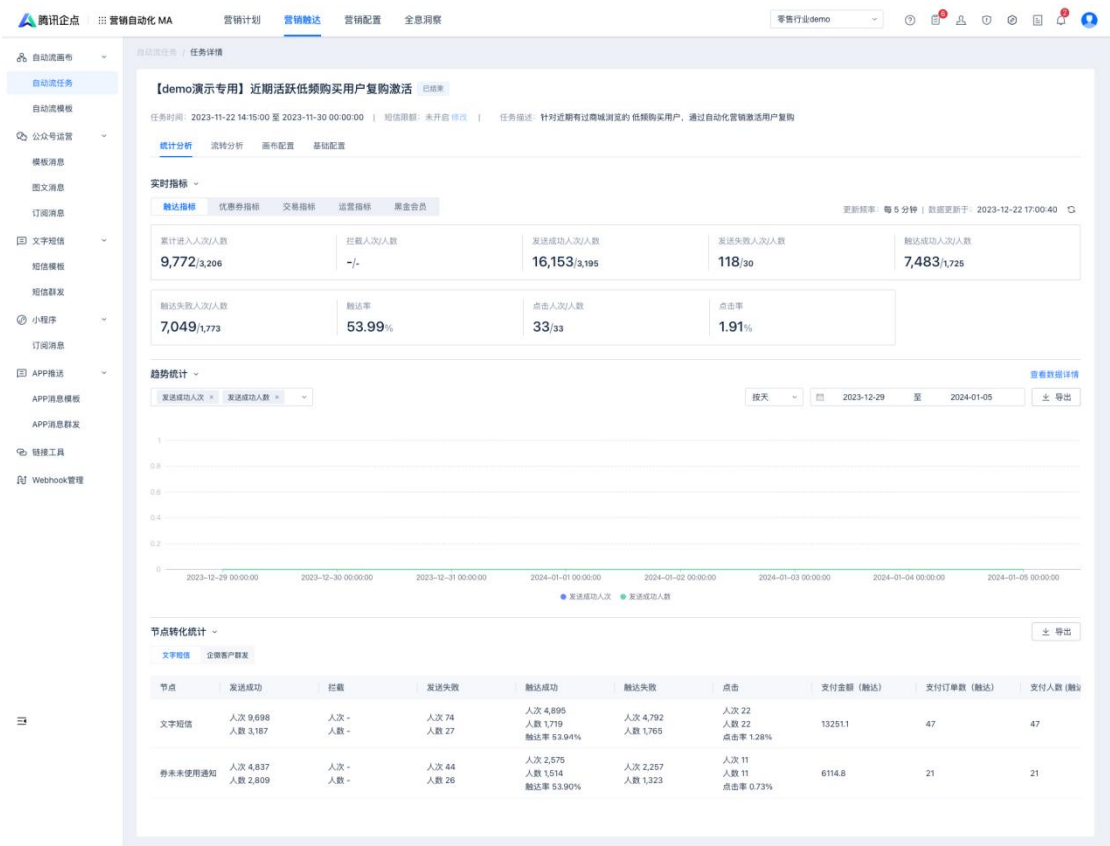 腾讯企点 营销自动化 MA 营销计划 营销触达 营销配置 全息洞察 零售行业demo 6 2
自动流画布
自动流任务
自动流模板
公众号运营
模板消息
图文消息
订阅消息
文字短信
短信模板
短信群发
小程序
订阅消息
APP推送
APP消息模板
APP消息群发
链接工具
Webhook管理
自动流任务 / 任务详情
【demo演示专用】近期活跃低频购买用户复购激活 已结束
任务时间: 2023-11-22 14:15:00 至 2023-11-30 00:00:00 | 短信限额: 未开启 修改 | 任务描述: 针对近期有过商城浏览的 低频购买用户，通过自动化营销激活用户复购
统计分析 流转分析 画布配置 基础配置
实时指标
触达指标 优惠券指标 交易指标 运营指标 黑金会员
更新频率: 每 5 分钟 | 数据更新于: 2023-12-22 17:00:40
累计进入人次/人数 拦截人次/人数 发送成功人次/人数 发送失败人次/人数 触达成功人次/人数
9,772/3,206 -/- 16,153/3,195 118/30 7,483/1,725
触达失败人次/人数 触达率 点击人次/人数 点击率
7,049/1,773 53.99% 33/33 1.91%
趋势统计 查看数据详情
发送成功人次 × 发送成功人数 × 按天 2023-12-29 至 2024-01-05 导出
1
0.8
0.6
0.4
0.2
0
2023-12-29 00:00:00 2023-12-30 00:00:00 2023-12-31 00:00:00 2024-01-01 00:00:00 2024-01-02 00:00:00 2024-01-03 00:00:00 2024-01-04 00:00:00 2024-01-05 00:00:00
发送成功人次 发送成功人数
节点转化统计 导出
文字短信 企微客户群发
节点 发送成功 拦截 发送失败 触达成功 触达失败 点击 支付金额（触达） 支付订单数（触达） 支付人数 (触达
人次 4,895 人次 22
人次 9,698 人次 - 人次 74 人次 4,792
文字短信 人数 1,719 人数 22 13251.1 47 47
人数 3,187 人数 - 人数 27 人数 1,765
触达率 53.94% 点击率 1.28%
人次 2,575 人次 11
人次 4,837 人次 - 人次 44 人次 2,257
券未未使用通知 人数 1,514 人数 11 6114.8 21 21
人数 2,809 人数 - 人数 26 人数 1,323
触达率 53.90% 点击率 0.73%